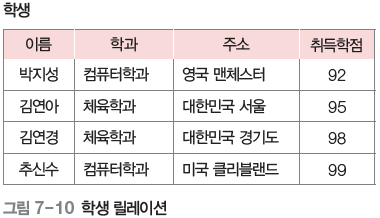 학생
이름 학과 주소 취득학점
박지성 컴퓨터학과 영국 맨체스터 92
김연아 체육학과 대한민국 서울 95
김연경 체육학과 대한민국 경기도 98
추신수 컴퓨터학과 미국 클리블랜드 99
그림 7-10 학생 릴레이션